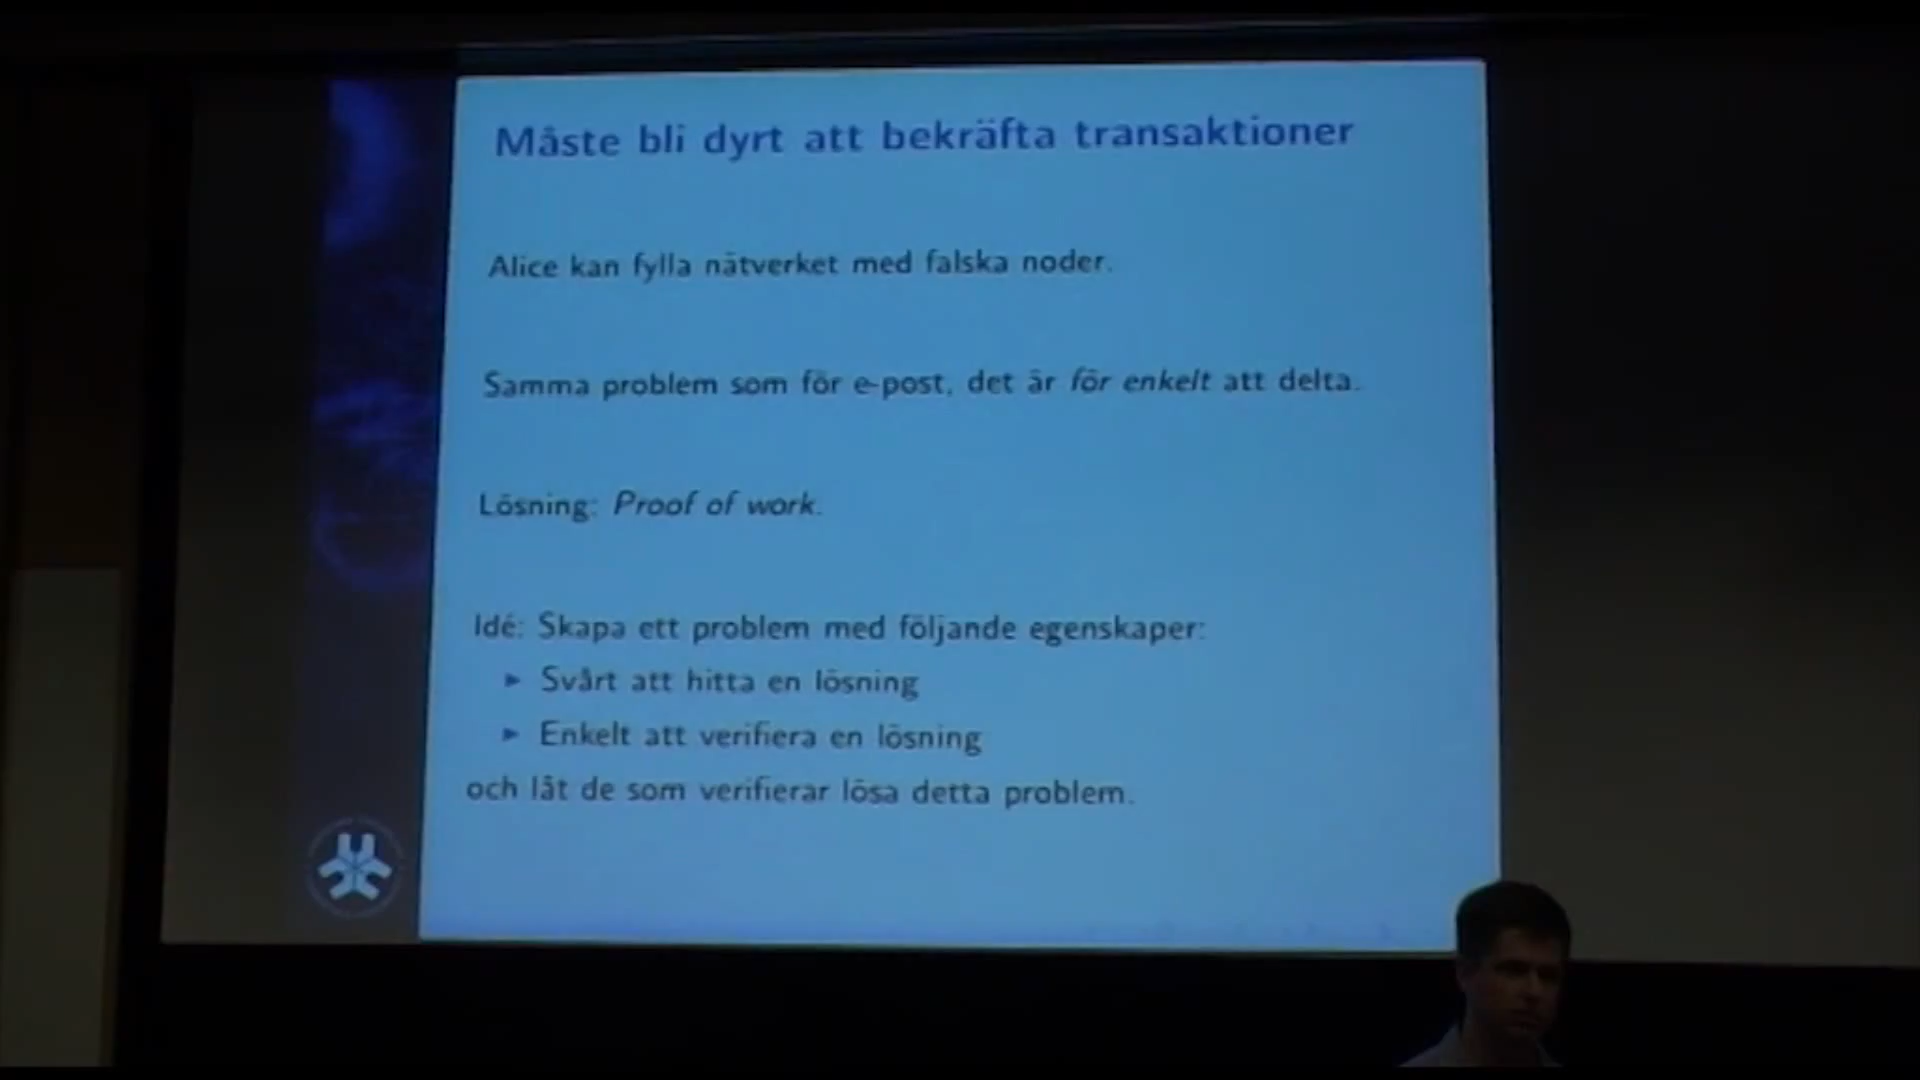 Måste bli dyrt att bekräfta transaktioner
Alice kan fylla nätverket med falska noder.
Samma problem som för e-post, det är för enkelt att delta.
Lösning: Proof of work.
Idé: Skapa ett problem med följande egenskaper:
▶ Svårt att hitta en lösning
▶ Enkelt att verifiera en lösning
och låt de som verifierar lösa detta problem.